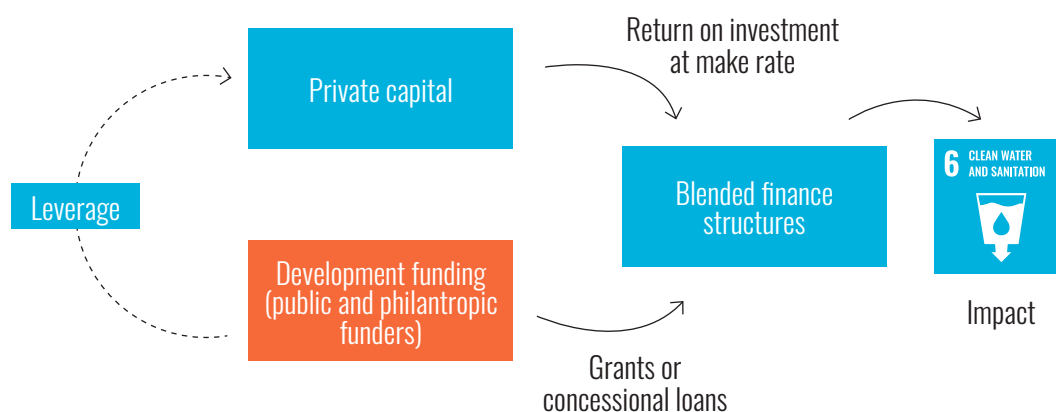 Return on investment
at make rate
Private capital
Leverage
Blended finance
structures
6 CLEAN WATER
AND SANITATION
Development funding
(public and philantropic
funders)
Impact
Grants or
concessional loans